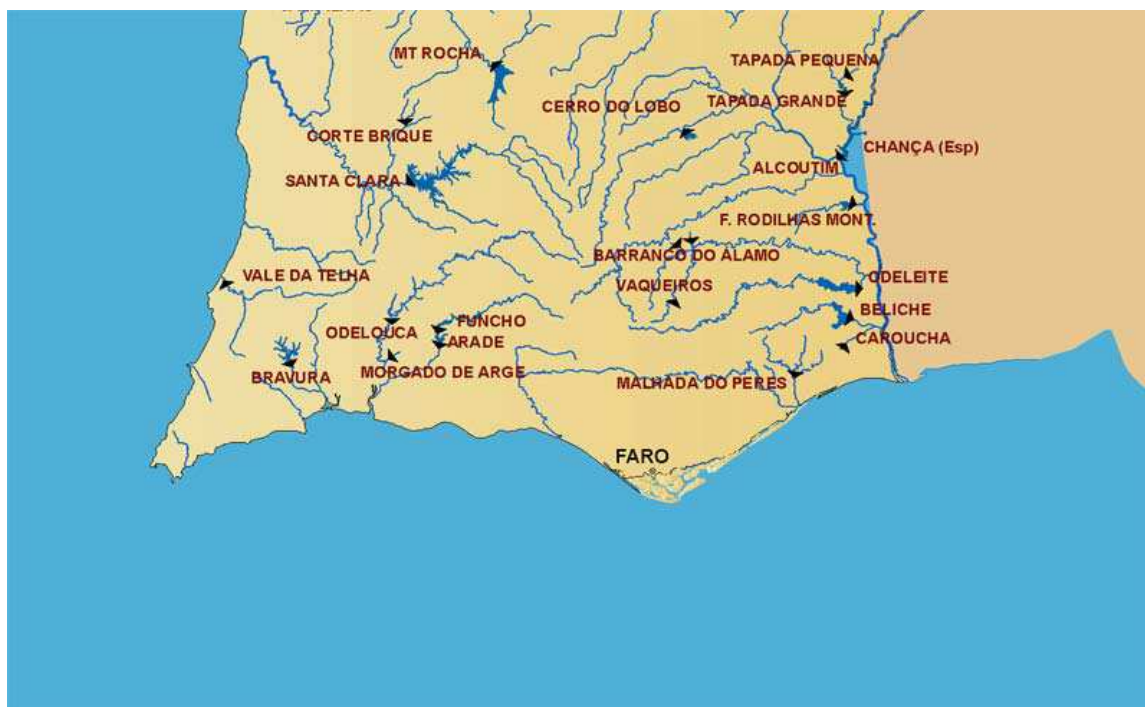 MT ROCHA
TAPADA PEQUENA
CERRO DO LOBO
TAPADA GRANDE
CORTE BRIQUE
CHANÇA (Esp)
ALCOUTIM
SANTA CLARA
F. RODILHAS MONT.
BARRANCO DO ÁLAMO
VALE DA TELHA
ODELEITE
VAQUEIROS
BELICHE
FUNCHO
ODELOUCA
ARADE
CAROUCHA
BRAVURA
MORGADO DE ARGE
MALHADA DO PERES
FARO